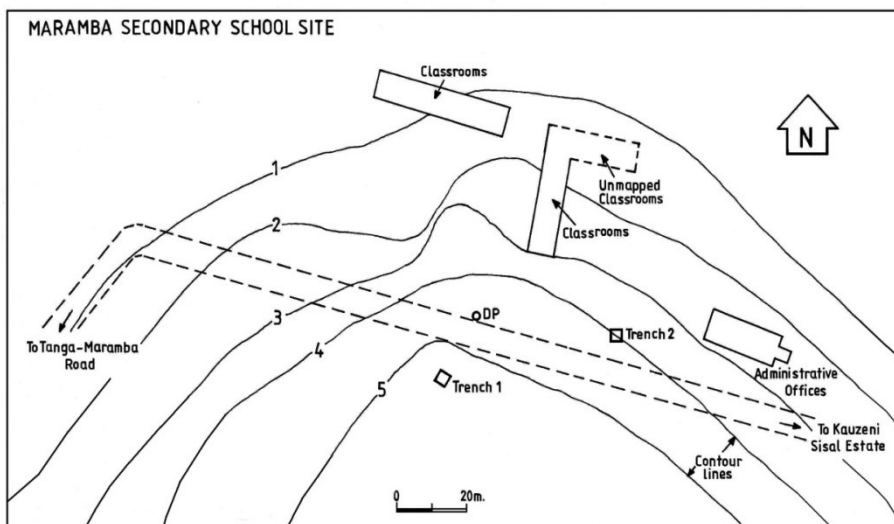 MARAMBA SECONDARY SCHOOL SITE
Classrooms
N
Unmapped
Classrooms
Classrooms
1
2
3
4
5
DP
Trench 2
Trench 1
To Tanga-Maramba
Road
Administrative
Offices
To Kauzeni
Sisal Estate
Contour
lines
0 20m.